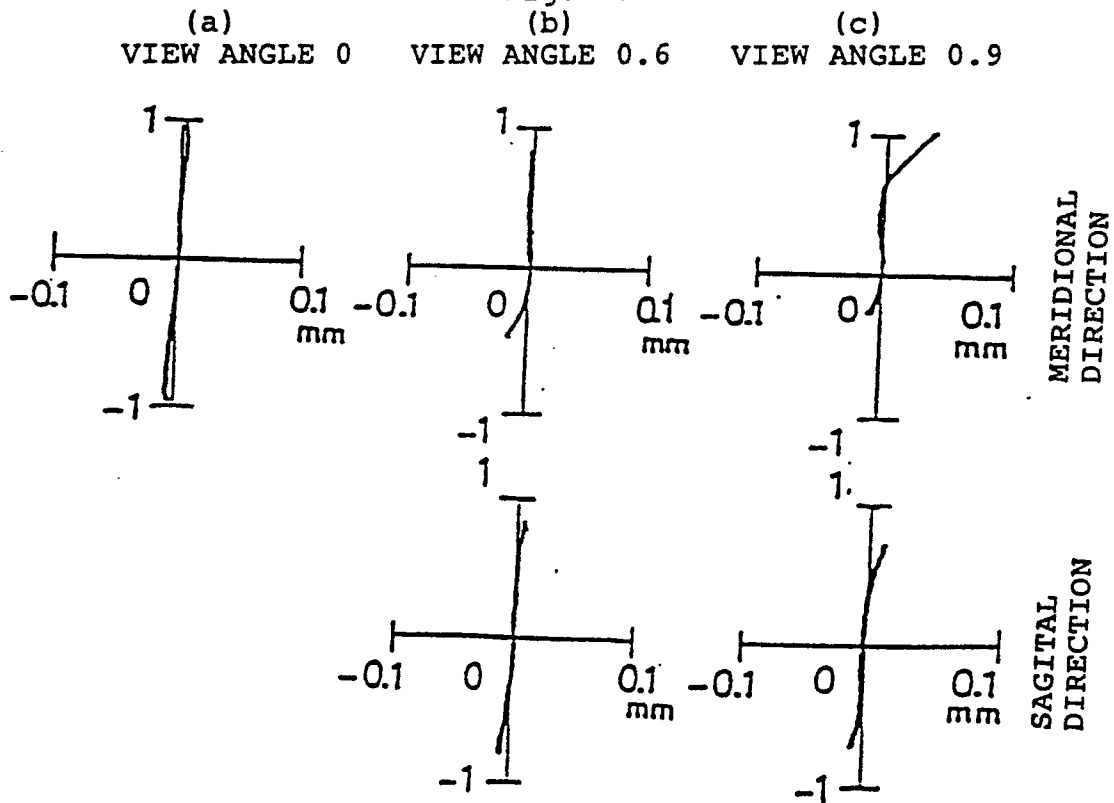 (a) (b) (c)
VIEW ANGLE 0 VIEW ANGLE 0.6 VIEW ANGLE 0.9
1 1 1
-0.1 0 0.1 mm -0.1 0 0.1 mm -0.1 0 0.1 mm
-1 -1 -1
MERIDIONAL
DIRECTION
1 1
-0.1 0 0.1 mm -0.1 0 0.1 mm
-1 -1
SAGITAL
DIRECTION